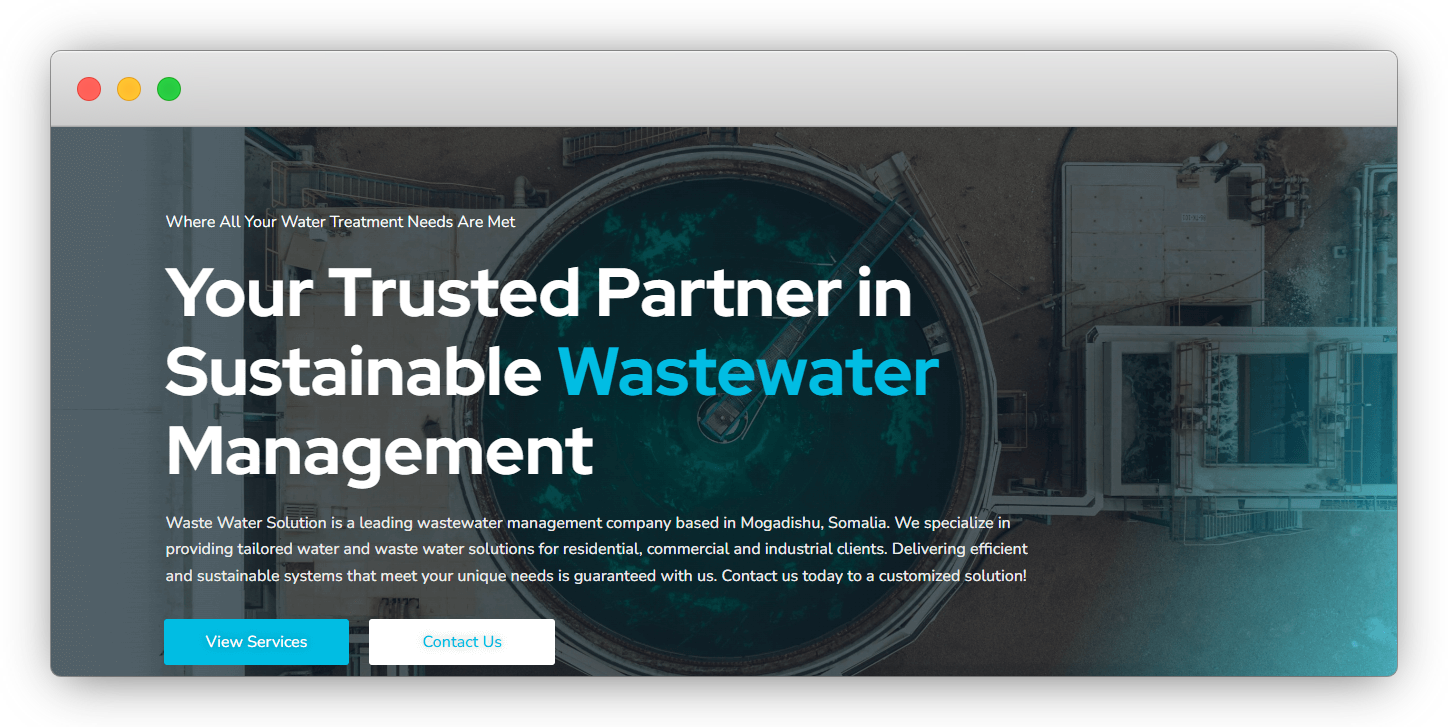 Where All Your Water Treatment Needs Are Met
Your Trusted Partner in
Sustainable Wastewater
Management
Waste Water Solution is a leading wastewater management company based in Mogadishu, Somalia. We specialize in
providing tailored water and waste water solutions for residential, commercial and industrial clients. Delivering efficient
and sustainable systems that meet your unique needs is guaranteed with us. Contact us today to a customized solution!
View Services
Contact Us